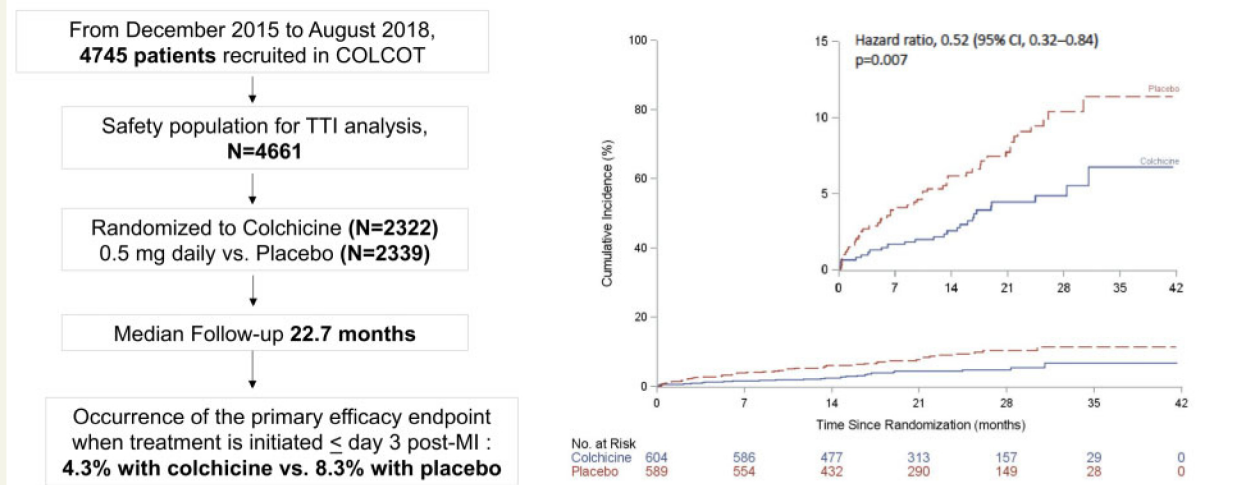 From December 2015 to August 2018,
4745 patients recruited in COLCOT
Safety population for TTI analysis,
N=4661
Randomized to Colchicine (N=2322)
0.5 mg daily vs. Placebo (N=2339)
Median Follow-up 22.7 months
Occurrence of the primary efficacy endpoint
when treatment is initiated ≤ day 3 post-MI :
4.3% with colchicine vs. 8.3% with placebo
Cumulative Incidence (%)
100
80
60
40
20
0
0 7 14 21 28 35 42
Time Since Randomization (months)
Hazard ratio, 0.52 (95% CI, 0.32–0.84)
p=0.007
15
10
5
0
Placebo
Colchicine
0 7 14 21 28 35 42
No. at Risk
Colchicine 604 586 477 313 157 29 0
Placebo 589 554 432 290 149 28 0